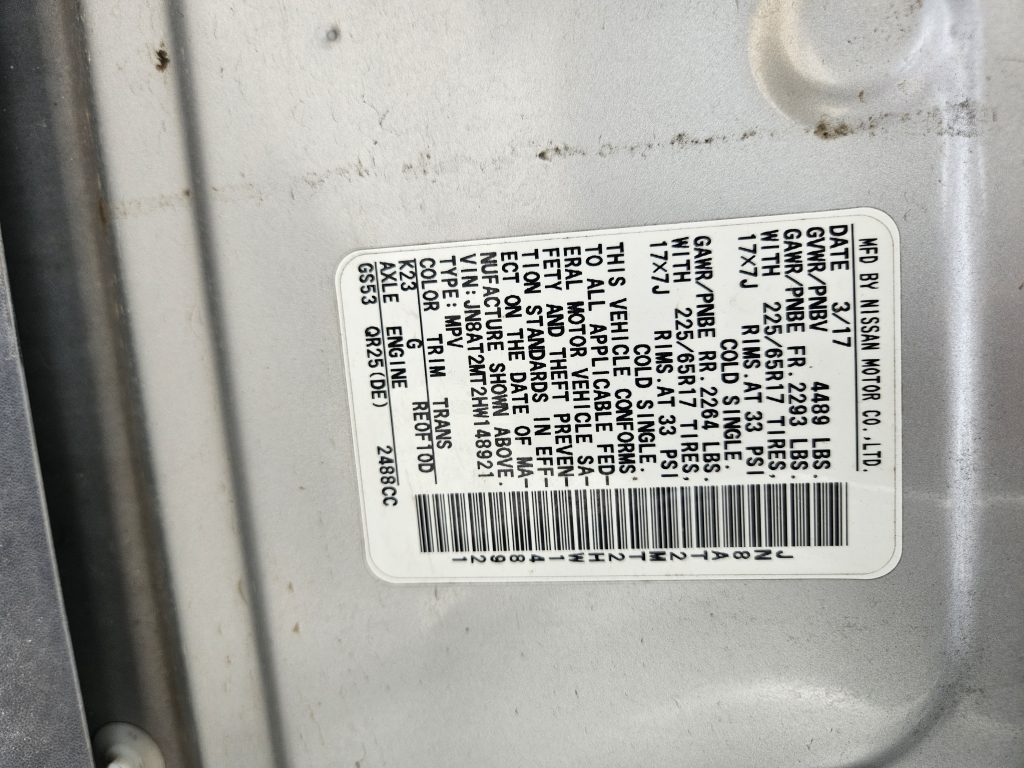 MFD BY NISSAN MOTOR CO.,LTD.
DATE 3/17
GVWR/PNBV 4489 LBS.
GAWR/PNBE FR. 2293 LBS.
WITH 225/65R17 TIRES,
17X7J RIMS.AT 33 PSI
COLD SINGLE.
GAWR/PNBE RR. 2264 LBS.
WITH 225/65R17 TIRES,
17X7J RIMS.AT 33 PSI
COLD SINGLE.
THIS VEHICLE CONFORMS
TO ALL APPLICABLE FED-
ERAL MOTOR VEHICLE SA-
FETY AND THEFT PREVEN-
TION STANDARDS IN EFF-
ECT ON THE DATE OF MA-
NUFACTURE SHOWN ABOVE.
VIN:JN8AT2MT2HW148921
TYPE:MPV
COLOR TRIM TRANS
K23 G RE0F10D
AXLE ENGINE
GS53 QR25(DE) 2488CC
JN8AT2MT2HW148921